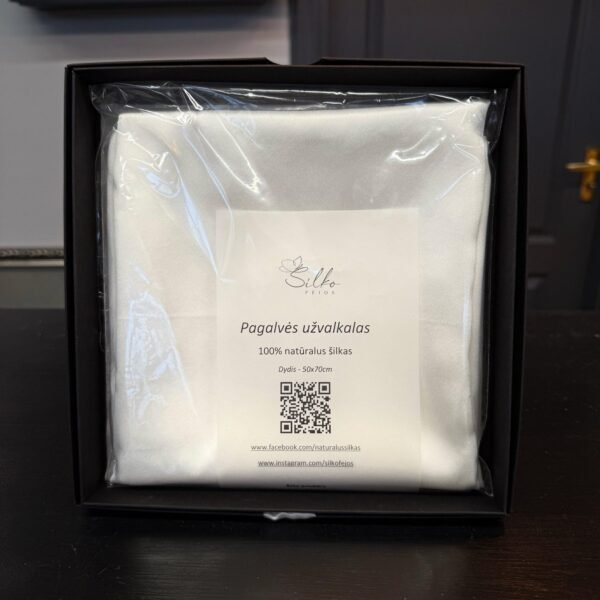 Silko
FĖJOS
Pagalvės užvalkalas
100% natūralus šilkas
Dydis - 50x70cm
www.facebook.com/naturalussilkas
www.instagram.com/silkofejos